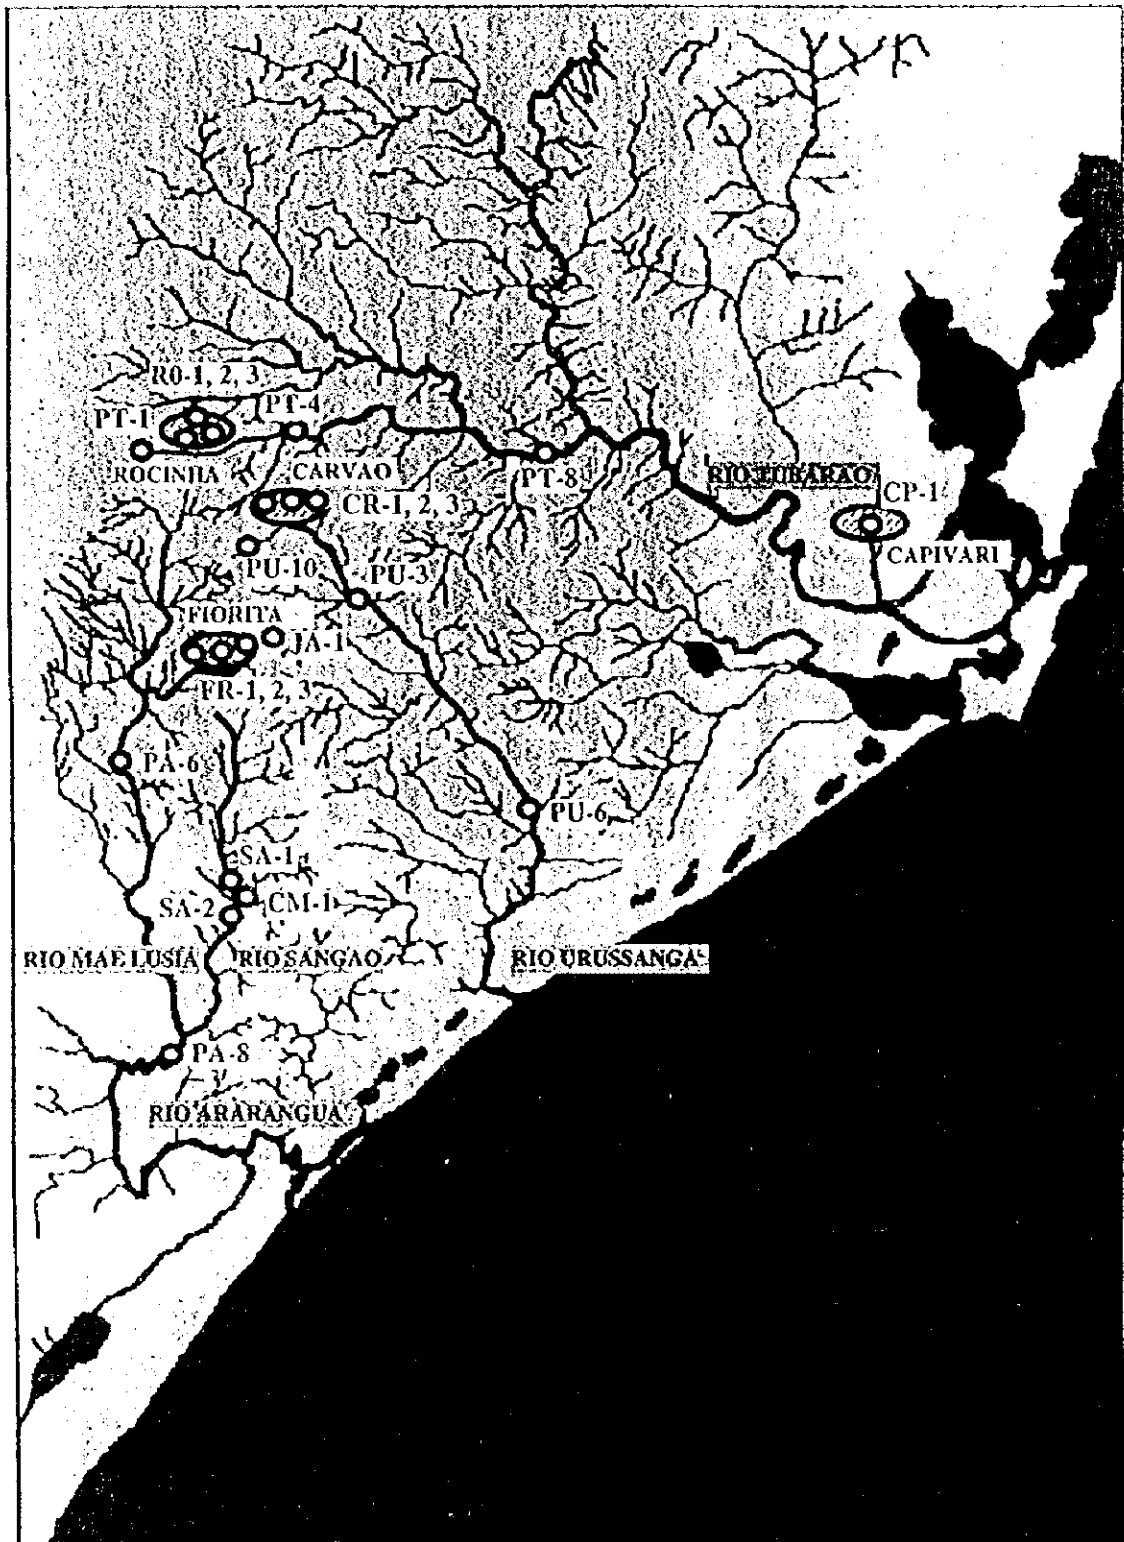 R0-1, 2, 3
PT-1
PT-4
ROCINHA
CARVAO
PT-8
RIO TUBARAO
CP-1
CR-1, 2, 3
CAPIVARI
PU-10
PU-3
FIORITA
JA-1
FR-1, 2, 3
PA-6
PU-6
SA-1
SA-2
CM-1
RIO MAE LUSIA
RIO SANGAO
RIO URUSSANGA
PA-8
RIO ARARANGUA